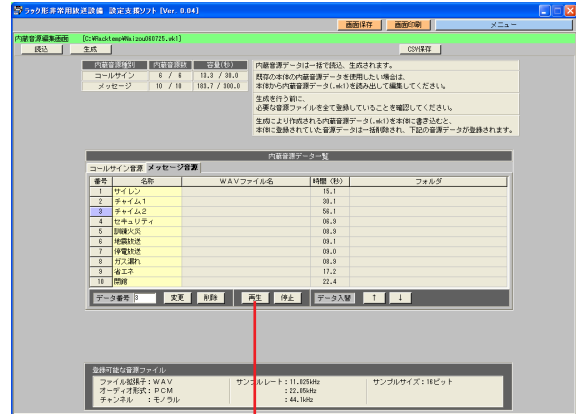 ラック形非常用放送設備 設定支援ソフト [Ver. 0.04]
画面保存 画面印刷 メニュー
内蔵音源編集画面 [C:¥Racktemp¥Naizou060725.wk1]
読込 生成 CSV保存
内蔵音源種別 内蔵音源数 容量(秒)
コールサイン 6 / 6 13.3 / 30.0
メッセージ 10 / 10 183.7 / 300.0
内蔵音源データは一括で読込、生成されます。
既存の本体の内蔵音源データを使用したい場合は、
本体から内蔵音源データ(.wk1)を読み出して編集してください。
生成を行う前に、
必要な音源ファイルを全て登録していることを確認してください。
生成により作成される内蔵音源データ(.wk1)を本体に書き込むと、
本体に登録されていた音源データは一括削除され、下記の音源データが登録されます。
内蔵音源データ一覧
コールサイン音源 メッセージ音源
番号 名称 WAVファイル名 時間(秒) フォルダ
1 サイレン 15.1
2 チャイム1 30.1
3 チャイム2 56.1
4 セキュリティ 06.9
5 訓練火災 08.9
6 地震放送 09.1
7 停電放送 09.0
8 ガス漏れ 08.9
9 省エネ 17.2
10 閉館 22.4
データ番号 3 変更 削除 再生 停止 データ入替 ↑ ↓
登録可能な音源ファイル
ファイル拡張子:WAV サンプルレート:11.025kHz サンプルサイズ:16ビット
オーディオ形式:PCM :22.05kHz
チャンネル :モノラル :44.1kHz